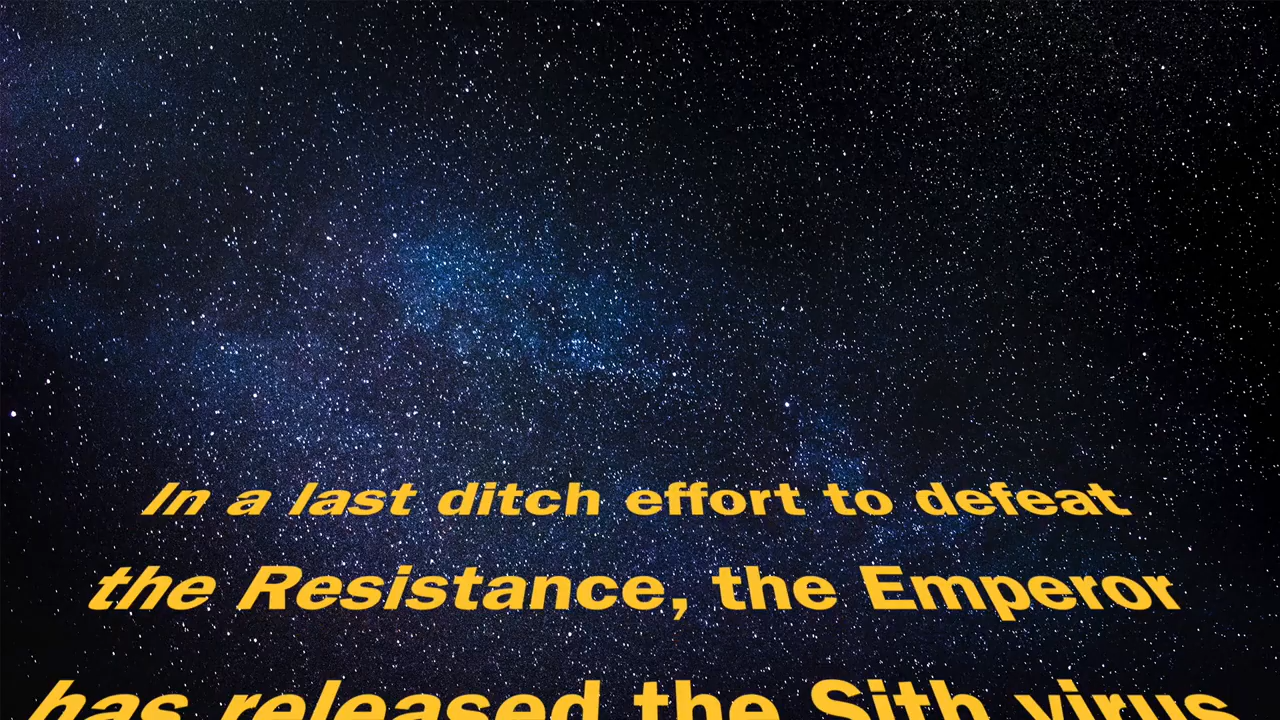 In a last ditch effort to defeat
the Resistance, the Emperor
has released the Sith virus